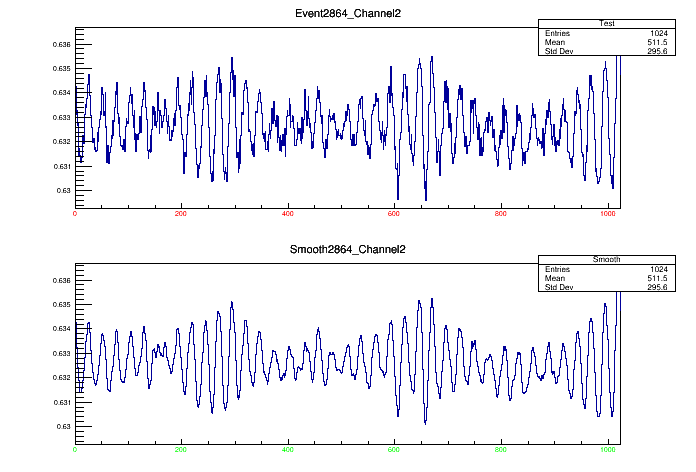 Event2864_Channel2
Test
Entries 1024
Mean 511.5
Std Dev 295.6
0.636
0.635
0.634
0.633
0.632
0.631
0.63
0 200 400 600 800 1000
Smooth2864_Channel2
Smooth
Entries 1024
Mean 511.5
Std Dev 295.6
0.636
0.635
0.634
0.633
0.632
0.631
0.63
0 200 400 600 800 1000